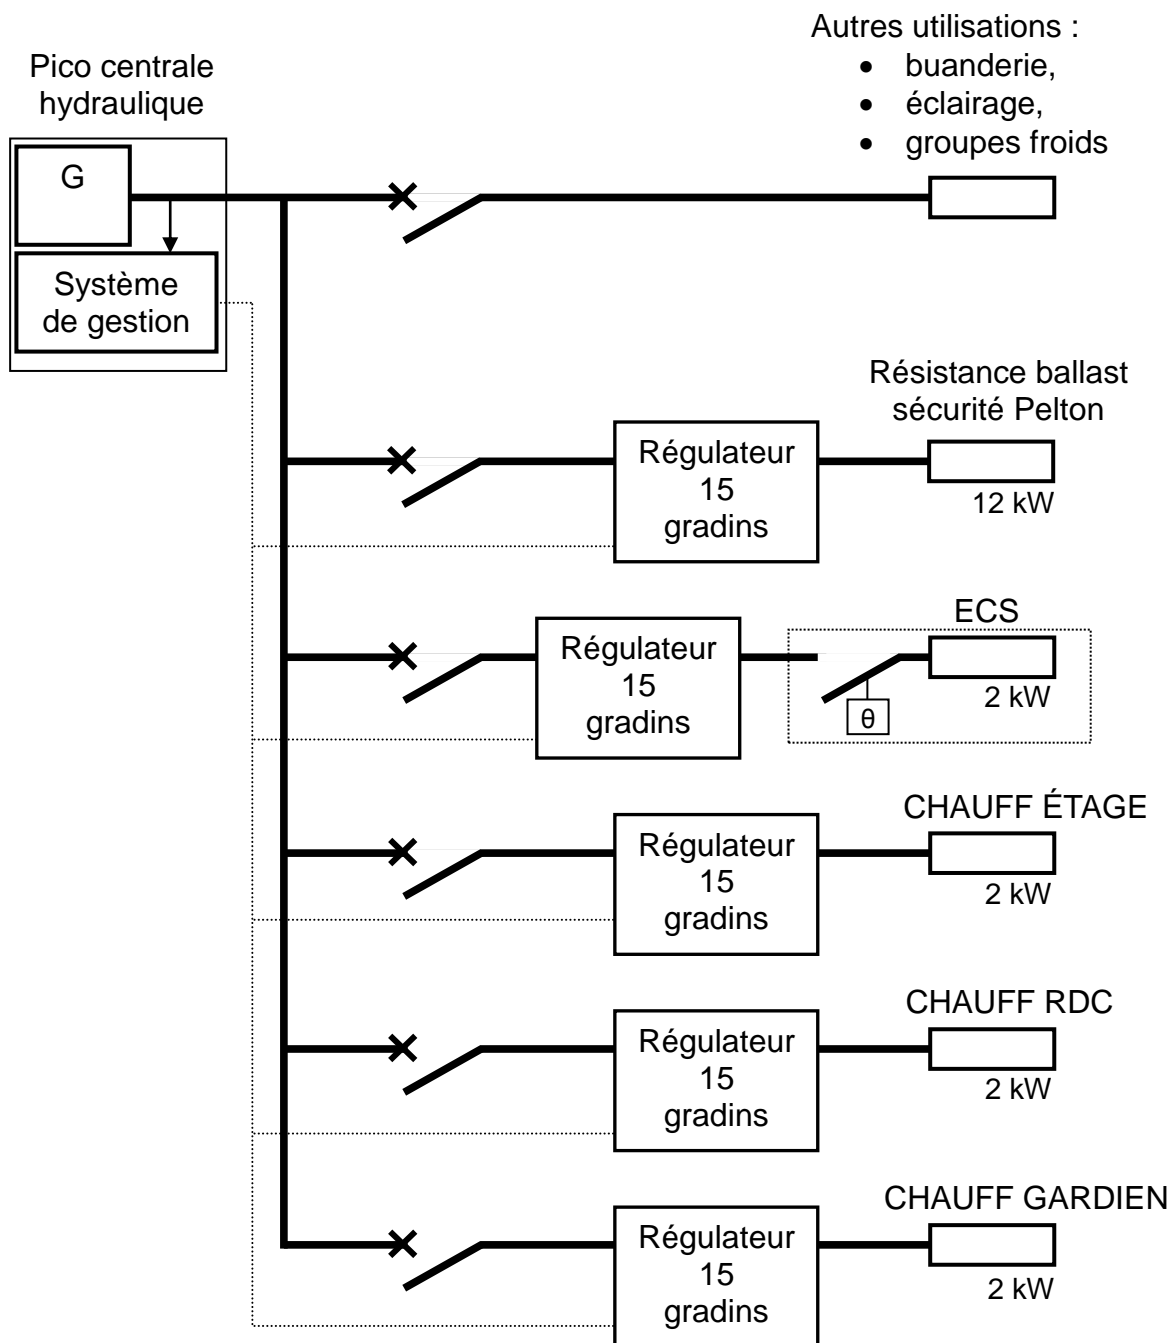 Autres utilisations :
• buanderie,
• éclairage,
• groupes froids
Pico centrale
hydraulique
G
Système
de gestion
Résistance ballast
sécurité Pelton
Régulateur
15
gradins
12 kW
ECS
Régulateur
15
gradins
θ
2 kW
CHAUFF ÉTAGE
Régulateur
15
gradins
2 kW
CHAUFF RDC
Régulateur
15
gradins
2 kW
CHAUFF GARDIEN
Régulateur
15
gradins
2 kW